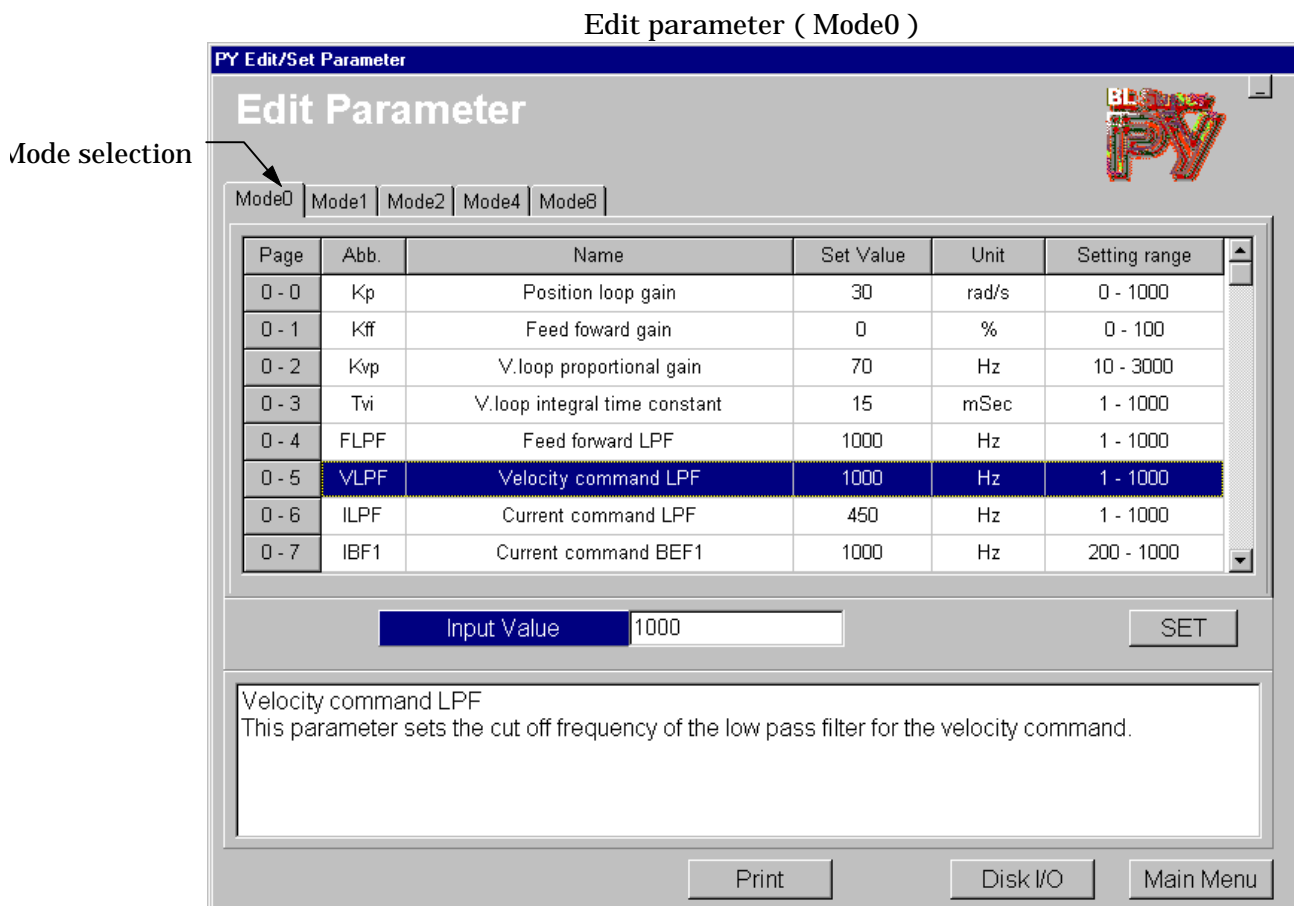 Edit parameter ( Mode0 )
PY Edit/Set Parameter
Edit Parameter
BL Super
PY
Mode selection
Mode0 Mode1 Mode2 Mode4 Mode8
Page Abb. Name Set Value Unit Setting range
0 - 0 Kp Position loop gain 30 rad/s 0 - 1000
0 - 1 Kff Feed foward gain 0 % 0 - 100
0 - 2 Kvp V.loop proportional gain 70 Hz 10 - 3000
0 - 3 Tvi V.loop integral time constant 15 mSec 1 - 1000
0 - 4 FLPF Feed forward LPF 1000 Hz 1 - 1000
0 - 5 VLPF Velocity command LPF 1000 Hz 1 - 1000
0 - 6 ILPF Current command LPF 450 Hz 1 - 1000
0 - 7 IBF1 Current command BEF1 1000 Hz 200 - 1000
Input Value 1000 SET
Velocity command LPF
This parameter sets the cut off frequency of the low pass filter for the velocity command.
Print Disk I/O Main Menu